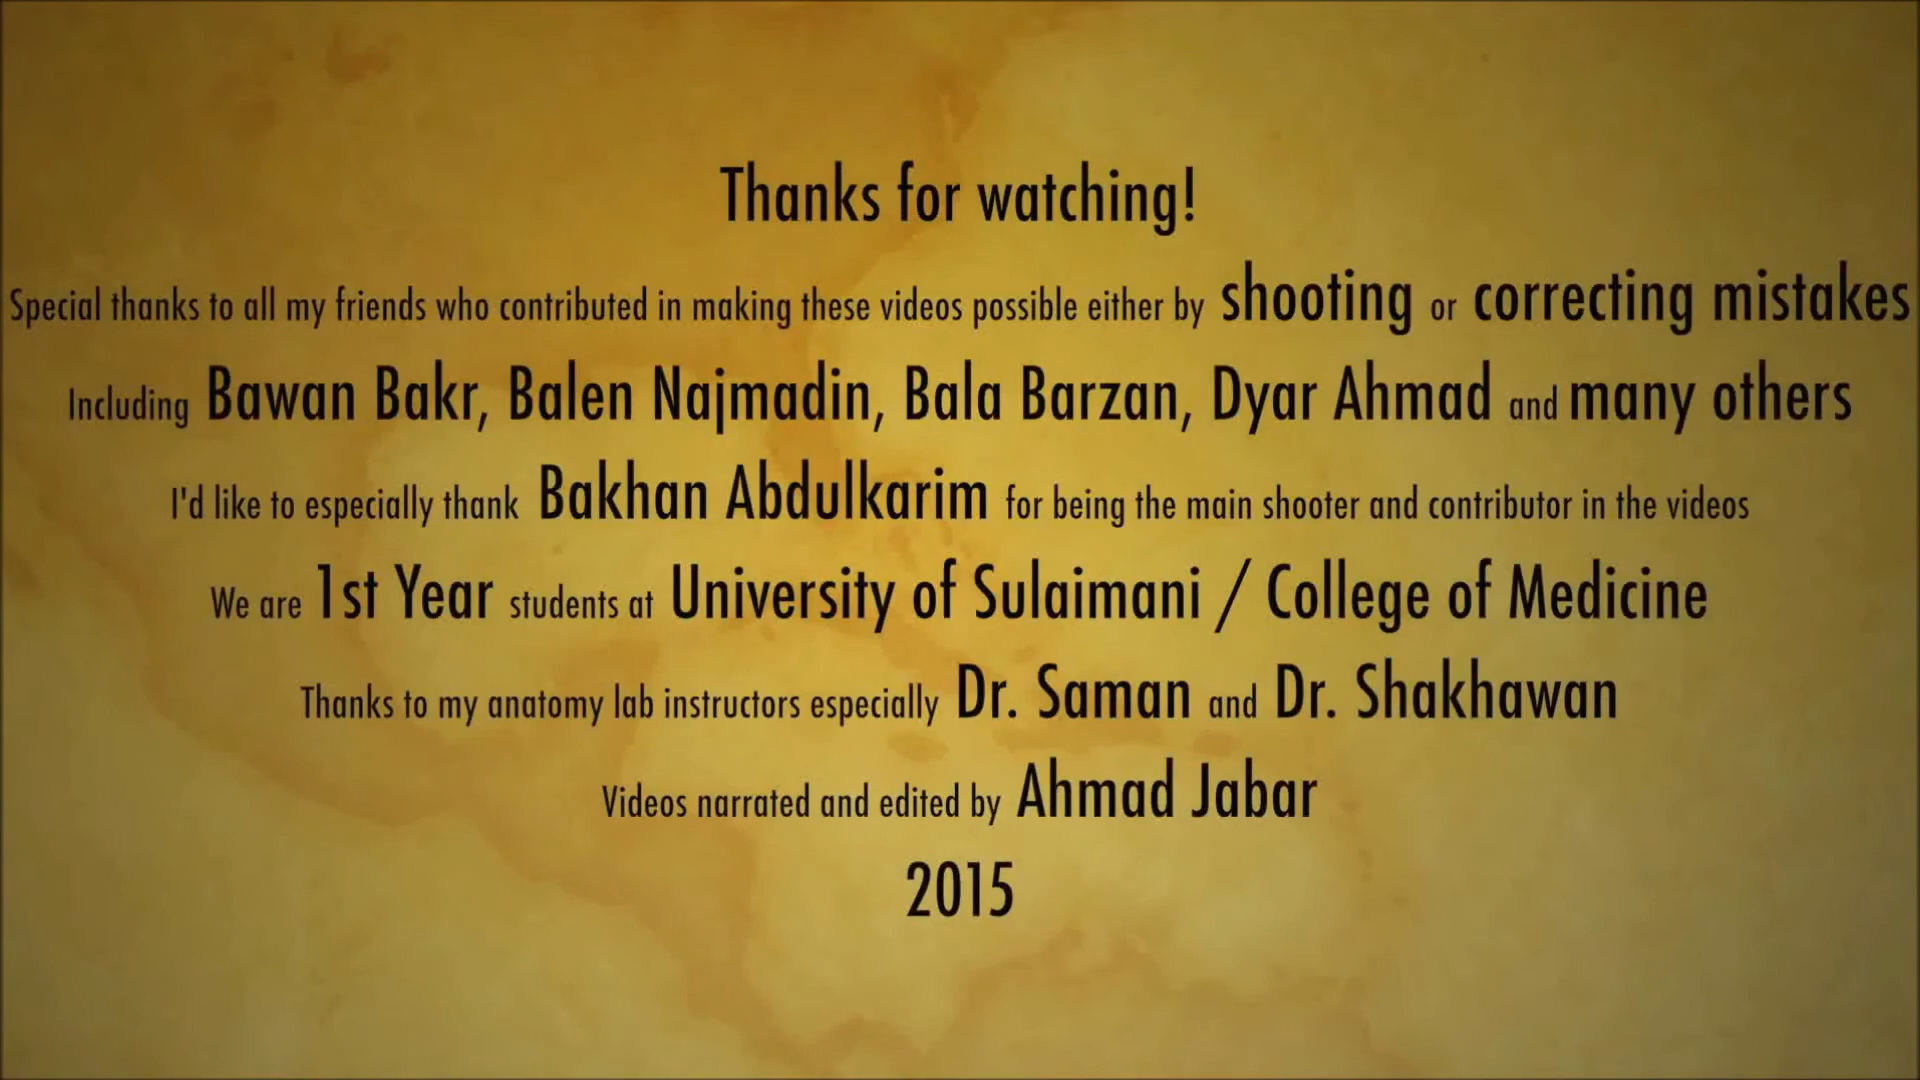 Thanks for watching!
Special thanks to all my friends who contributed in making these videos possible either by shooting or correcting mistakes
Including Bawan Bakr, Balen Najmadin, Bala Barzan, Dyar Ahmad and many others
I'd like to especially thank Bakhan Abdulkarim for being the main shooter and contributor in the videos
We are 1st Year students at University of Sulaimani / College of Medicine
Thanks to my anatomy lab instructors especially Dr. Saman and Dr. Shakhawan
Videos narrated and edited by Ahmad Jabar
2015